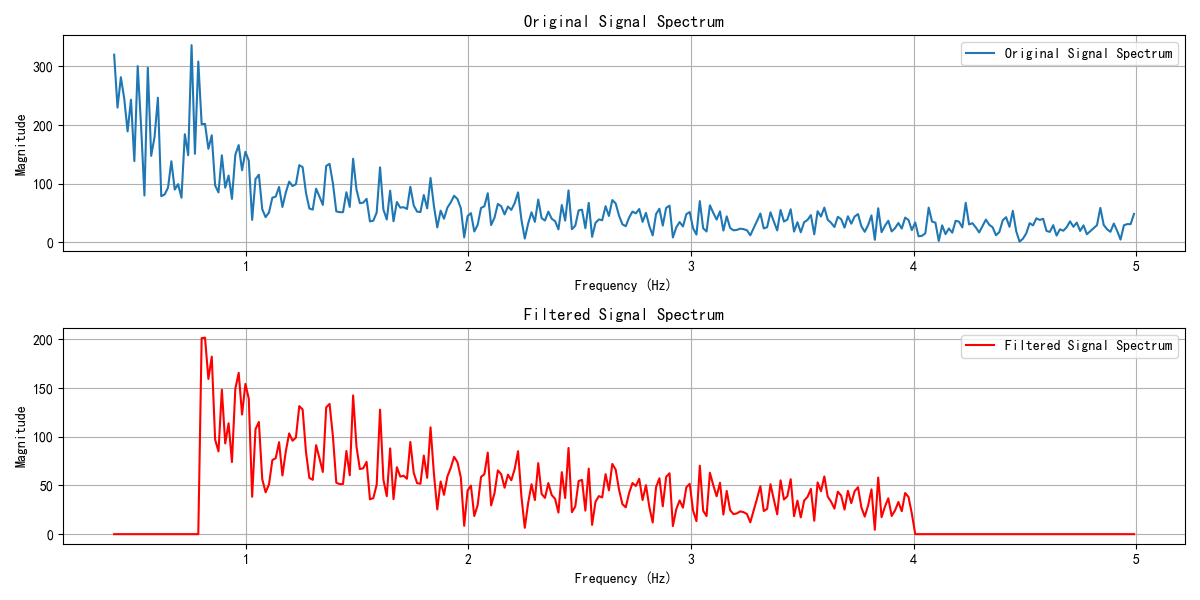 Original Signal Spectrum
Original Signal Spectrum
Magnitude
300
200
100
0
1
2
3
4
5
Frequency (Hz)
Filtered Signal Spectrum
Filtered Signal Spectrum
Magnitude
200
150
100
50
0
1
2
3
4
5
Frequency (Hz)